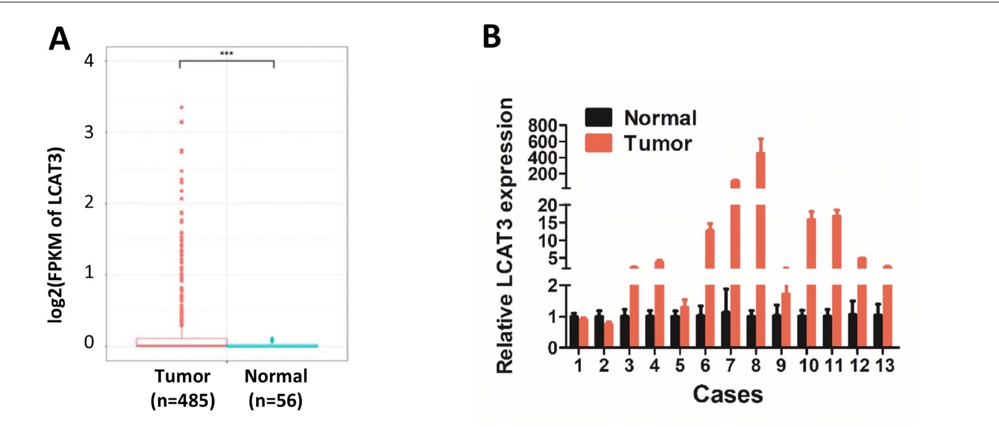 A
***
4
3
2
1
0
log2(FPKM of LCAT3)
Tumor
(n=485)
Normal
(n=56)
B
Relative LCAT3 expression
Normal
Tumor
800
600
400
200
20
15
10
5
2
1
0
1 2 3 4 5 6 7 8 9 10 11 12 13
Cases